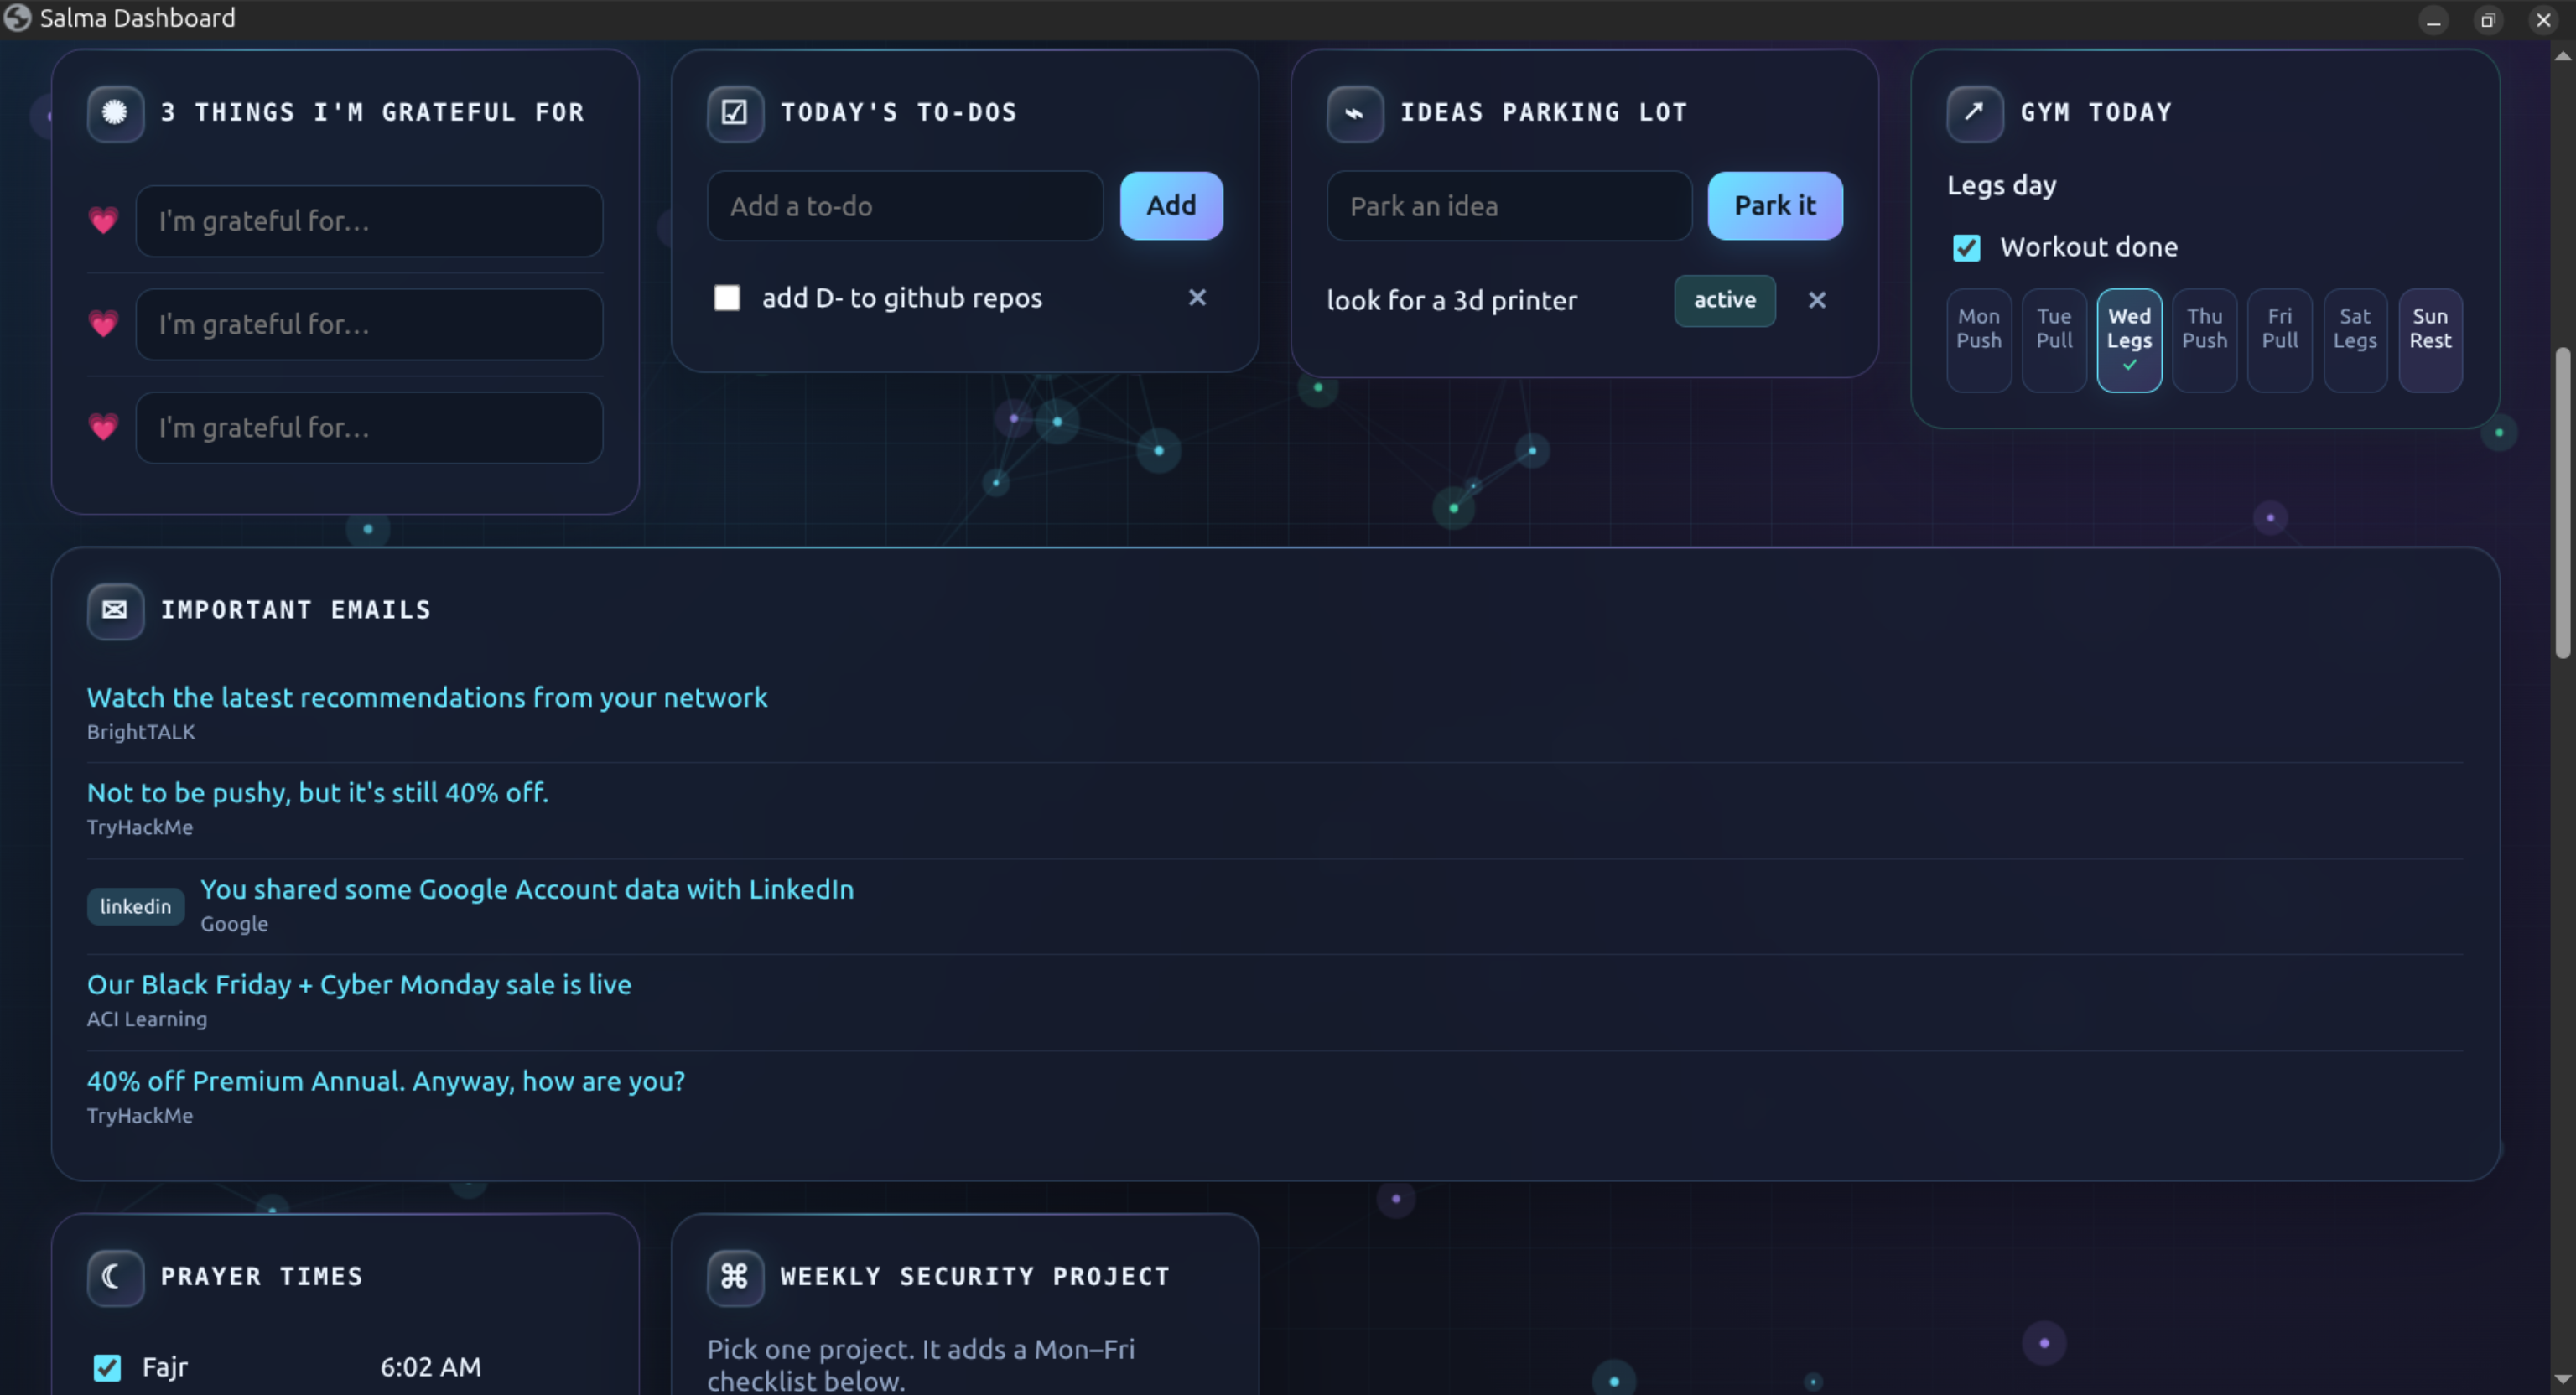 Salma Dashboard
3 THINGS I'M GRATEFUL FOR
I'm grateful for...
I'm grateful for...
I'm grateful for...
TODAY'S TO-DOS
Add a to-do
Add
add D- to github repos
IDEAS PARKING LOT
Park an idea
Park it
look for a 3d printer
active
GYM TODAY
Legs day
Workout done
Mon
Push
Tue
Pull
Wed
Legs
Thu
Push
Fri
Pull
Sat
Legs
Sun
Rest
IMPORTANT EMAILS
Watch the latest recommendations from your network
BrightTALK
Not to be pushy, but it's still 40% off.
TryHackMe
linkedin
You shared some Google Account data with LinkedIn
Google
Our Black Friday + Cyber Monday sale is live
ACI Learning
40% off Premium Annual. Anyway, how are you?
TryHackMe
PRAYER TIMES
Fajr
6:02 AM
WEEKLY SECURITY PROJECT
Pick one project. It adds a Mon–Fri
checklist below.